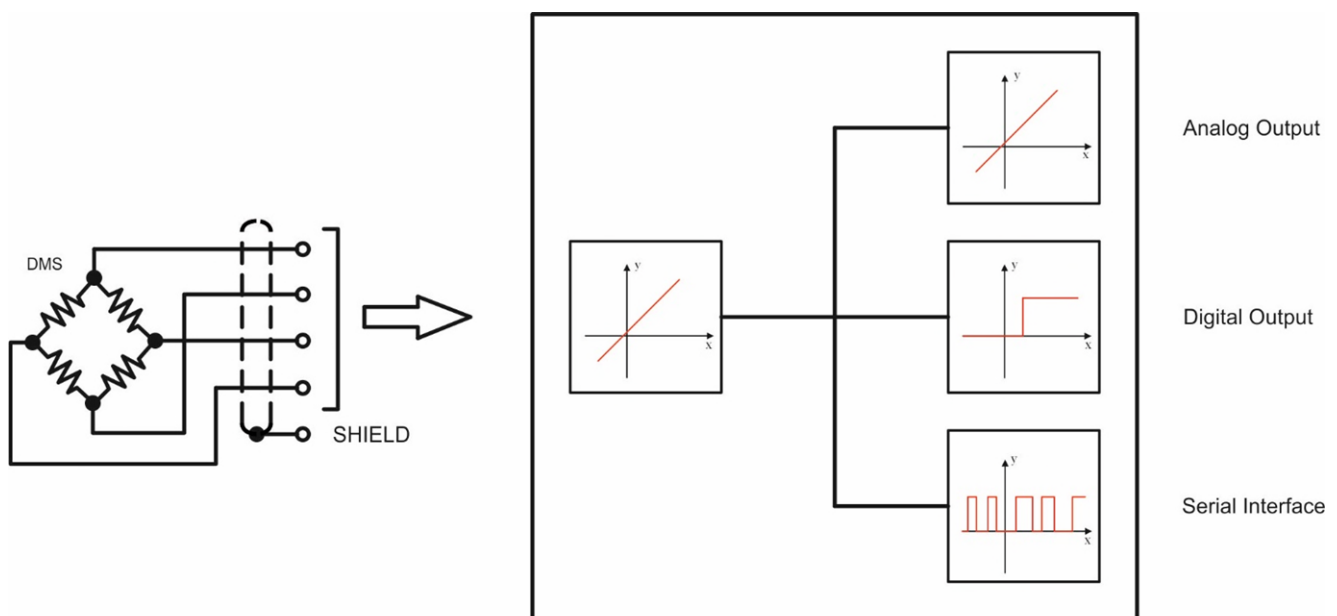 DMS
SHIELD
y
x
y
x
Analog Output
y
x
Digital Output
y
x
Serial Interface